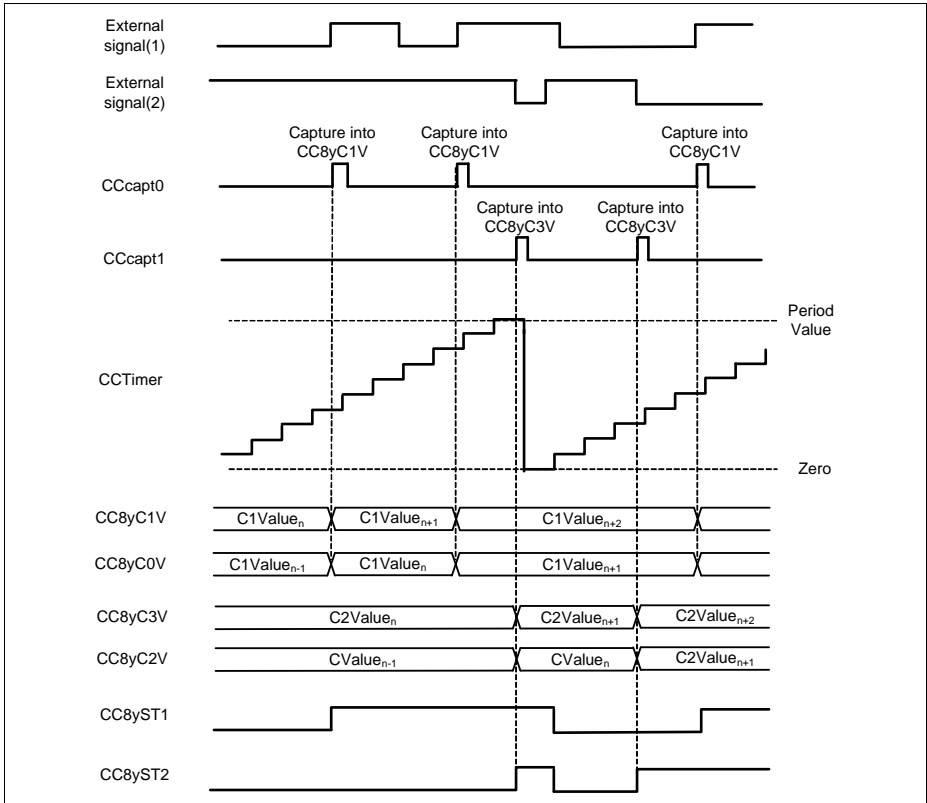 External
signal(1)
External
signal(2)
Capture into
CC8yC1V
Capture into
CC8yC1V
Capture into
CC8yC1V
CCcapt0
Capture into
CC8yC3V
Capture into
CC8yC3V
CCcapt1
Period
Value
CCTimer
Zero
CC8yC1V
C1Valueₙ
C1Valueₙ₊₁
C1Valueₙ₊₂
CC8yC0V
C1Valueₙ₋₁
C1Valueₙ
C1Valueₙ₊₁
CC8yC3V
C2Valueₙ
C2Valueₙ₊₁
C2Valueₙ₊₂
CC8yC2V
CValueₙ₋₁
CValueₙ
C2Valueₙ₊₁
CC8yST1
CC8yST2